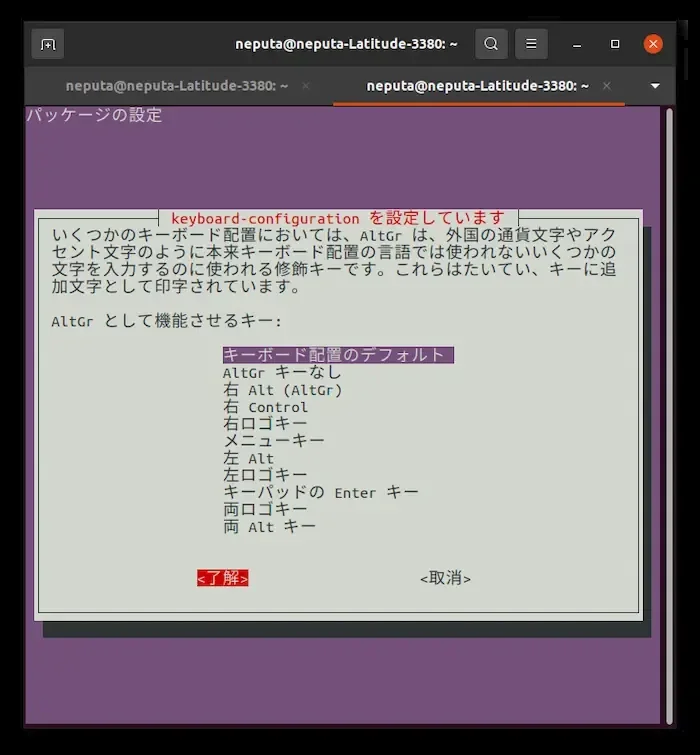 neputa@neputa-Latitude-3380: ~
neputa@neputa-Latitude-3380: ~
neputa@neputa-Latitude-3380: ~
パッケージの設定
keyboard-configuration を設定しています
いくつかのキーボード配置においては、AltGr は、外国の通貨文字やアク
セント文字のように本来キーボード配置の言語では使われないいくつかの
文字を入力するのに使われる修飾キーです。これらはたいてい、キーに追
加文字として印字されています。
AltGr として機能させるキー:
キーボード配置のデフォルト
AltGr キーなし
右 Alt (AltGr)
右 Control
右ロゴキー
メニューキー
左 Alt
左ロゴキー
キーパッドの Enter キー
両ロゴキー
両 Alt キー
<了解> <取消>